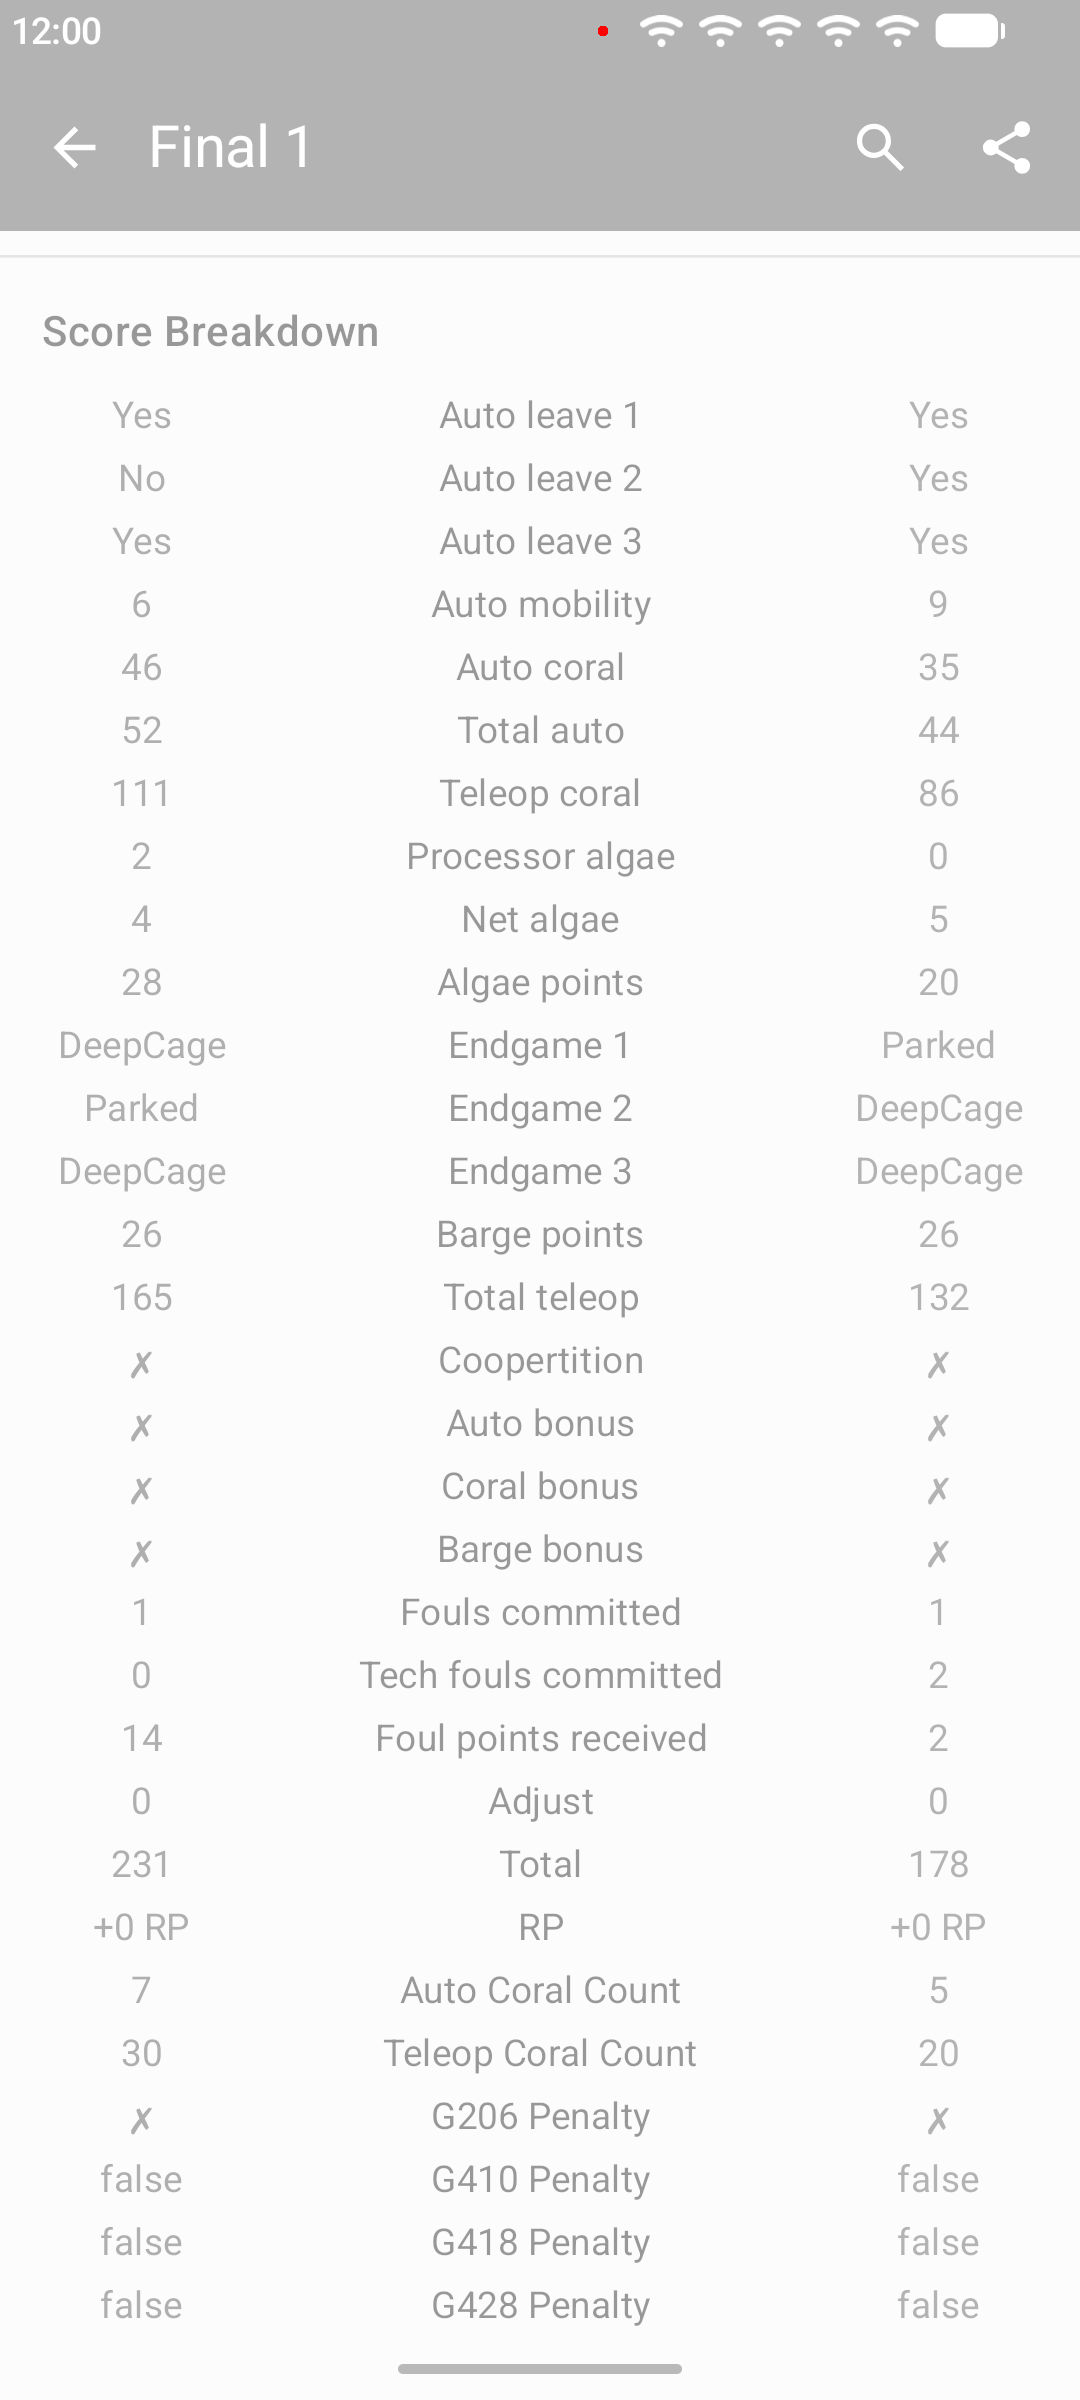 12:00
Final 1
Score Breakdown
Yes Auto leave 1 Yes
No Auto leave 2 Yes
Yes Auto leave 3 Yes
6 Auto mobility 9
46 Auto coral 35
52 Total auto 44
111 Teleop coral 86
2 Processor algae 0
4 Net algae 5
28 Algae points 20
DeepCage Endgame 1 Parked
Parked Endgame 2 DeepCage
DeepCage Endgame 3 DeepCage
26 Barge points 26
165 Total teleop 132
✗ Coopertition ✗
✗ Auto bonus ✗
✗ Coral bonus ✗
✗ Barge bonus ✗
1 Fouls committed 1
0 Tech fouls committed 2
14 Foul points received 2
0 Adjust 0
231 Total 178
+0 RP RP +0 RP
7 Auto Coral Count 5
30 Teleop Coral Count 20
✗ G206 Penalty ✗
false G410 Penalty false
false G418 Penalty false
false G428 Penalty false